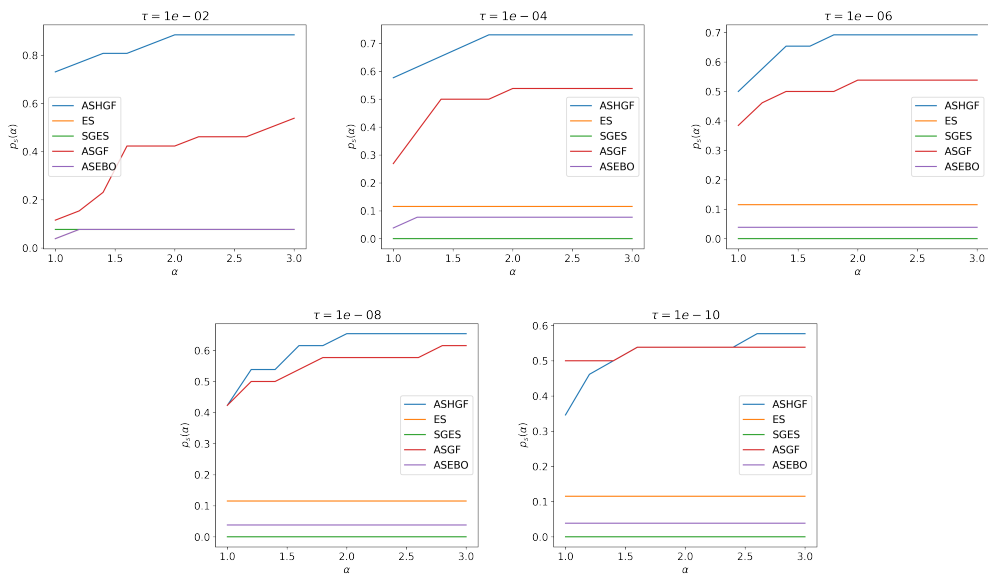 τ = 1e − 02
0.8
0.6
0.4
0.2
0.0
p_s(α)
ASHGF
ES
SGES
ASGF
ASEBO
1.0 1.5 2.0 2.5 3.0
α
τ = 1e − 04
0.7
0.6
0.5
0.4
0.3
0.2
0.1
0.0
p_s(α)
ASHGF
ES
SGES
ASGF
ASEBO
1.0 1.5 2.0 2.5 3.0
α
τ = 1e − 06
0.7
0.6
0.5
0.4
0.3
0.2
0.1
0.0
p_s(α)
ASHGF
ES
SGES
ASGF
ASEBO
1.0 1.5 2.0 2.5 3.0
α
τ = 1e − 08
0.6
0.5
0.4
0.3
0.2
0.1
0.0
p_s(α)
ASHGF
ES
SGES
ASGF
ASEBO
1.0 1.5 2.0 2.5 3.0
α
τ = 1e − 10
0.6
0.5
0.4
0.3
0.2
0.1
0.0
p_s(α)
ASHGF
ES
SGES
ASGF
ASEBO
1.0 1.5 2.0 2.5 3.0
α